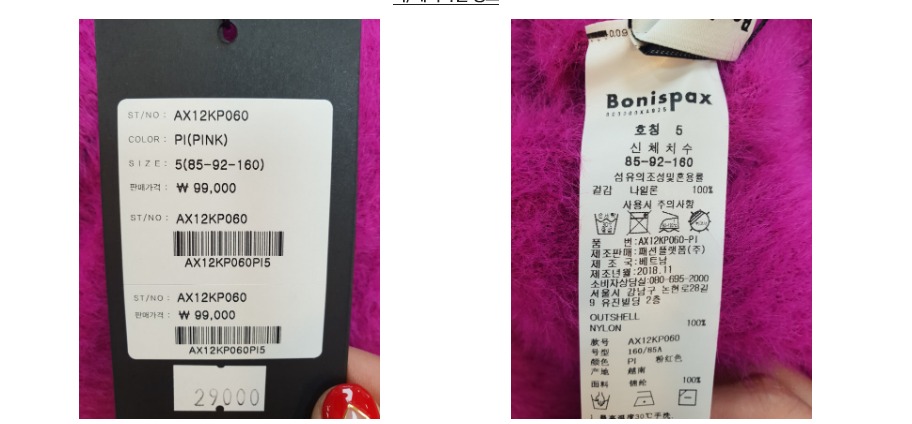 ST/NO : AX12KP060
COLOR : PI(PINK)
SIZE : 5(85-92-160)
판매가격 : ₩ 99,000
ST/NO : AX12KP060
AX12KP060PI5
ST/NO : AX12KP060
판매가격 : ₩ 99,000
AX12KP060PI5
29000
Bonispax
호칭 5
신체치수
85-92-160
섬유의조성및혼용률
겉감 나일론 100%
사용시 주의사항
품 번:AX12KP060-PI
제조판매:패션플랫폼(주)
제 조 국:베트남
제조년월:2018.11
소비자상담실:080-695-2000
서울시 강남구 논현로28길
9 유진빌딩 2층
OUTSHELL 100%
NYLON
款号 AX12KP060
号型 160/85A
颜色 PI 粉红色
产地 越南
面料 锦纶 100%